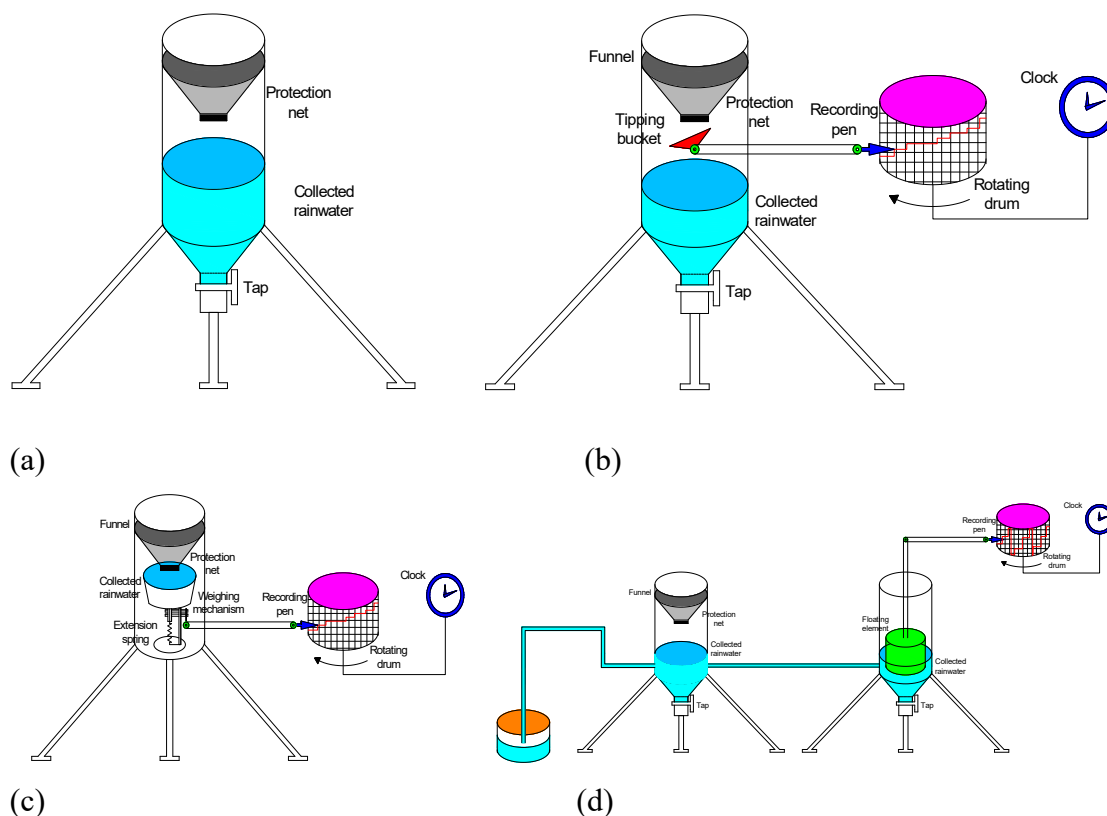 Protection
net
Collected
rainwater
Tap
(a)
Funnel
Protection
net
Tipping
bucket
Recording
pen
Clock
Rotating
drum
Collected
rainwater
Tap
(b)
Funnel
Protection
net
Collected
rainwater
Weighing
mechanism
Extension
spring
Recording
pen
Clock
Rotating
drum
(c)
Funnel
Protection
net
Collected
rainwater
Tap
Recording
pen
Clock
Rotating
drum
Floating
element
Collected
rainwater
Tap
(d)